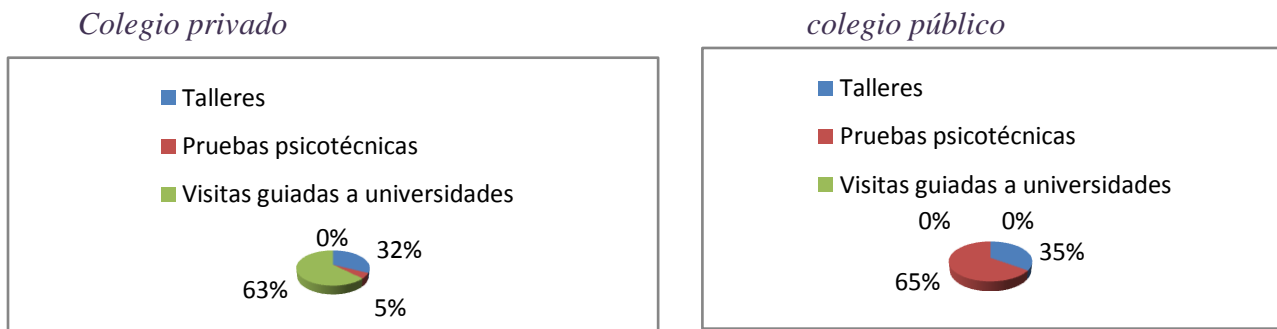 Colegio privado
Talleres
Pruebas psicotécnicas
Visitas guiadas a universidades
0%
32%
63%
5%
colegio público
Talleres
Pruebas psicotécnicas
Visitas guiadas a universidades
0% 0%
35%
65%